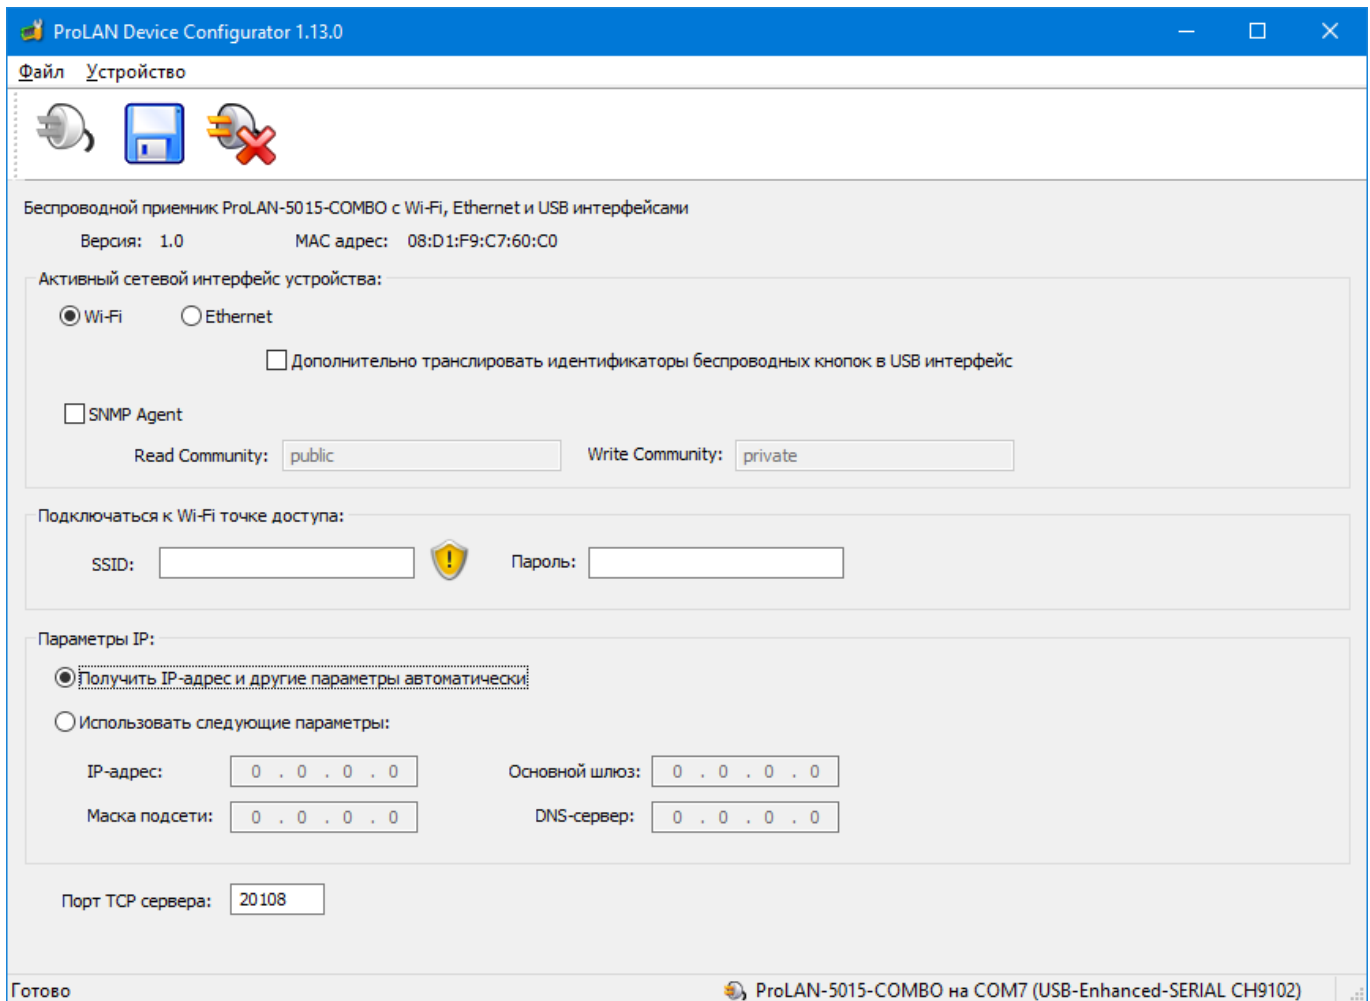 ProLAN Device Configurator 1.13.0
Файл Устройство
Беспроводной приемник ProLAN-5015-COMBO с Wi-Fi, Ethernet и USB интерфейсами
Версия: 1.0 MAC адрес: 08:D1:F9:C7:60:C0
Активный сетевой интерфейс устройства:
Wi-Fi Ethernet
Дополнительно транслировать идентификаторы беспроводных кнопок в USB интерфейс
SNMP Agent
Read Community: public Write Community: private
Подключаться к Wi-Fi точке доступа:
SSID: Пароль:
Параметры IP:
Получить IP-адрес и другие параметры автоматически
Использовать следующие параметры:
IP-адрес: 0 . 0 . 0 . 0 Основной шлюз: 0 . 0 . 0 . 0
Маска подсети: 0 . 0 . 0 . 0 DNS-сервер: 0 . 0 . 0 . 0
Порт TCP сервера: 20108
Готово ProLAN-5015-COMBO на COM7 (USB-Enhanced-SERIAL CH9102)